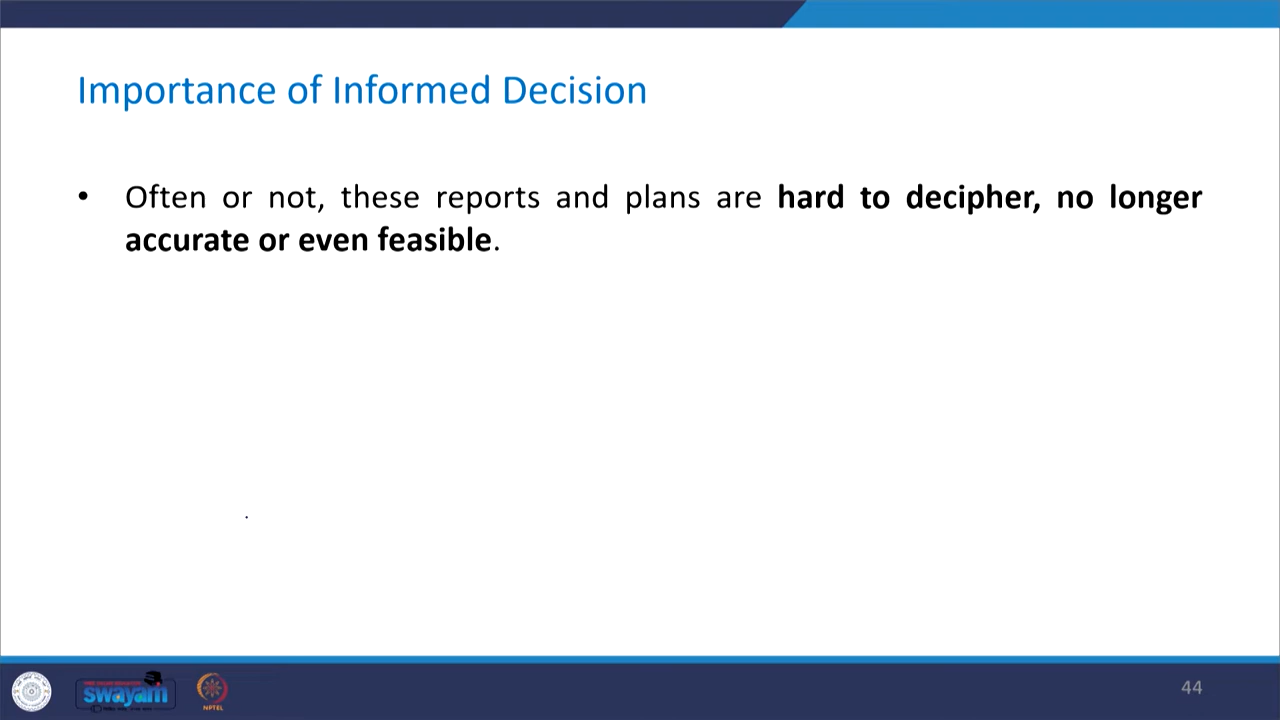 Importance of Informed Decision
• Often or not, these reports and plans are hard to decipher, no longer
accurate or even feasible.
.
swayam
NPTEL
44